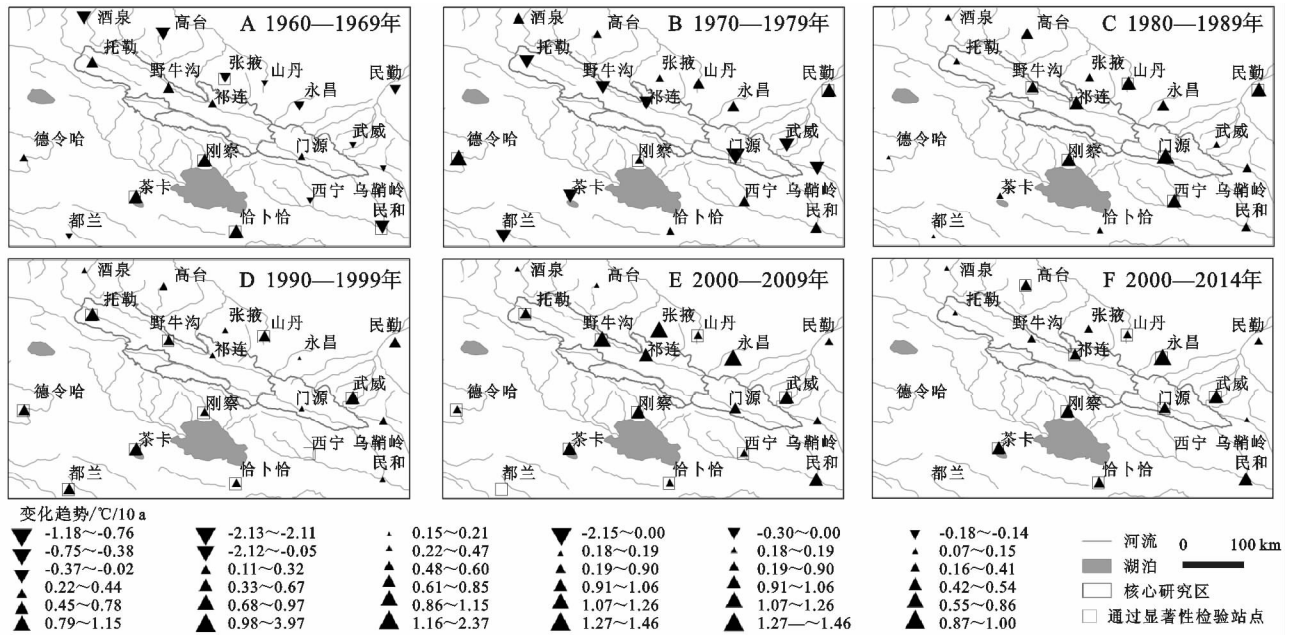 A 1960—1969年
酒泉
高台
托勒
野牛沟
张掖
山丹
民勤
祁连
永昌
德令哈
刚察
门源
武威
茶卡
西宁
乌鞘岭
都兰
恰卜恰
民和
B 1970—1979年
酒泉
高台
托勒
野牛沟
张掖
山丹
民勤
祁连
永昌
德令哈
刚察
门源
武威
茶卡
西宁
乌鞘岭
都兰
恰卜恰
民和
C 1980—1989年
酒泉
高台
托勒
野牛沟
张掖
山丹
民勤
祁连
永昌
德令哈
刚察
门源
武威
茶卡
西宁
乌鞘岭
都兰
恰卜恰
民和
D 1990—1999年
酒泉
高台
托勒
野牛沟
张掖
山丹
民勤
祁连
永昌
德令哈
刚察
门源
武威
茶卡
西宁
乌鞘岭
都兰
恰卜恰
民和
E 2000—2009年
酒泉
高台
托勒
野牛沟
张掖
山丹
民勤
祁连
永昌
德令哈
刚察
门源
武威
茶卡
西宁
乌鞘岭
都兰
恰卜恰
民和
F 2000—2014年
酒泉
高台
托勒
野牛沟
张掖
山丹
民勤
祁连
永昌
德令哈
刚察
门源
武威
茶卡
西宁
乌鞘岭
都兰
恰卜恰
民和
变化趋势/℃/10 a
-1.18～-0.76
-0.75～-0.38
-0.37～-0.02
0.22～0.44
0.45～0.78
0.79～1.15
-2.13～-2.11
-2.12～-0.05
0.11～0.32
0.33～0.67
0.68～0.97
0.98～3.97
0.15～0.21
0.22～0.47
0.48～0.60
0.61～0.85
0.86～1.15
1.16～2.37
-2.15～0.00
0.18～0.19
0.19～0.90
0.91～1.06
1.07～1.26
1.27～1.46
-0.30～0.00
0.18～0.19
0.19～0.90
0.91～1.06
1.07～1.26
1.27—～1.46
-0.18～-0.14
0.07～0.15
0.16～0.41
0.42～0.54
0.55～0.86
0.87～1.00
河流
湖泊
核心研究区
通过显著性检验站点
0 100 km